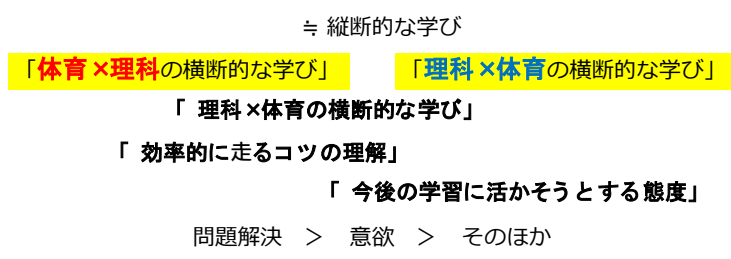 ≒ 縦断的な学び
「体育×理科の横断的な学び」 「理科×体育の横断的な学び」
「 理科×体育の横断的な学び」
「 効率的に走るコツの理解」
「 今後の学習に活かそうとする態度」
問題解決 ＞ 意欲 ＞ そのほか